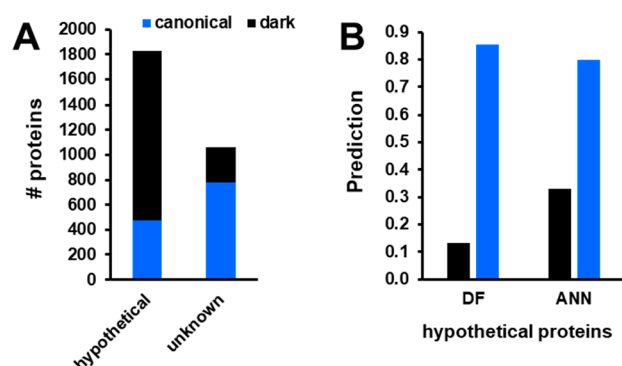 A
canonical dark
# proteins
2000
1800
1600
1400
1200
1000
800
600
400
200
0
hypothetical
unknown
B
Prediction
0.9
0.8
0.7
0.6
0.5
0.4
0.3
0.2
0.1
0.0
DF ANN
hypothetical proteins